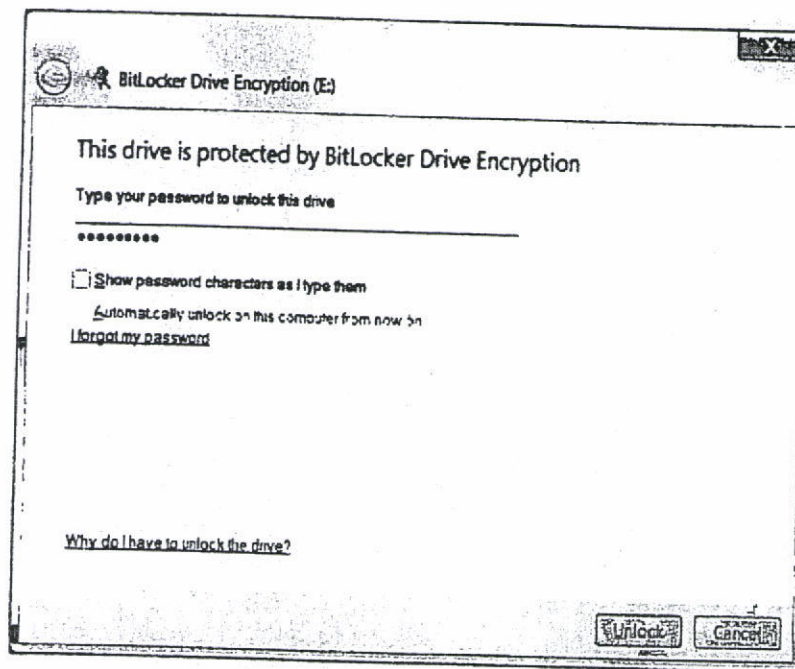 BitLocker Drive Encryption (E:)
This drive is protected by BitLocker Drive Encryption
Type your password to unlock this drive
•••••••••
Show password characters as I type them
Automatically unlock on this computer from now on
I forgot my password
Why do I have to unlock the drive?
Unlock Cancel